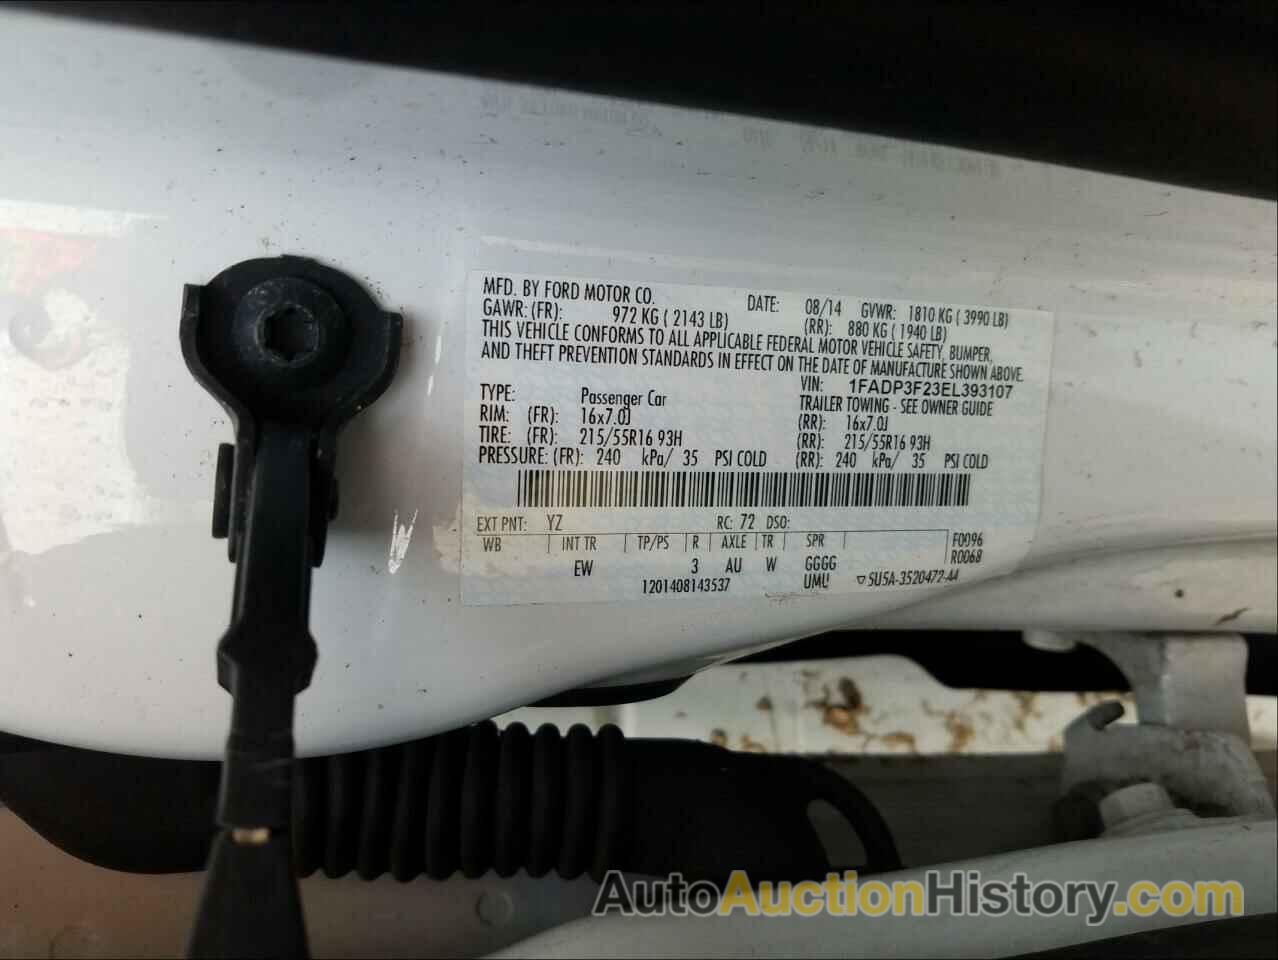 MFD. BY FORD MOTOR CO. DATE: 08/14 GVWR: 1810 KG ( 3990 LB)
GAWR: (FR): 972 KG ( 2143 LB) (RR): 880 KG ( 1940 LB)
THIS VEHICLE CONFORMS TO ALL APPLICABLE FEDERAL MOTOR VEHICLE SAFETY, BUMPER,
AND THEFT PREVENTION STANDARDS IN EFFECT ON THE DATE OF MANUFACTURE SHOWN ABOVE.
VIN: 1FADP3F23EL393107
TYPE: Passenger Car TRAILER TOWING - SEE OWNER GUIDE
RIM: (FR): 16x7.0J (RR): 16x7.0J
TIRE: (FR): 215/55R16 93H (RR): 215/55R16 93H
PRESSURE: (FR): 240 kPa/ 35 PSI COLD (RR): 240 kPa/ 35 PSI COLD
EXT PNT: YZ RC: 72 DSO:
WB INT TR TP/PS R AXLE TR SPR F0096
EW 3 AU W GGGG R0068
1201408143537 UMU ▽ 5U5A-3520472-AA
AutoAuctionHistory.com